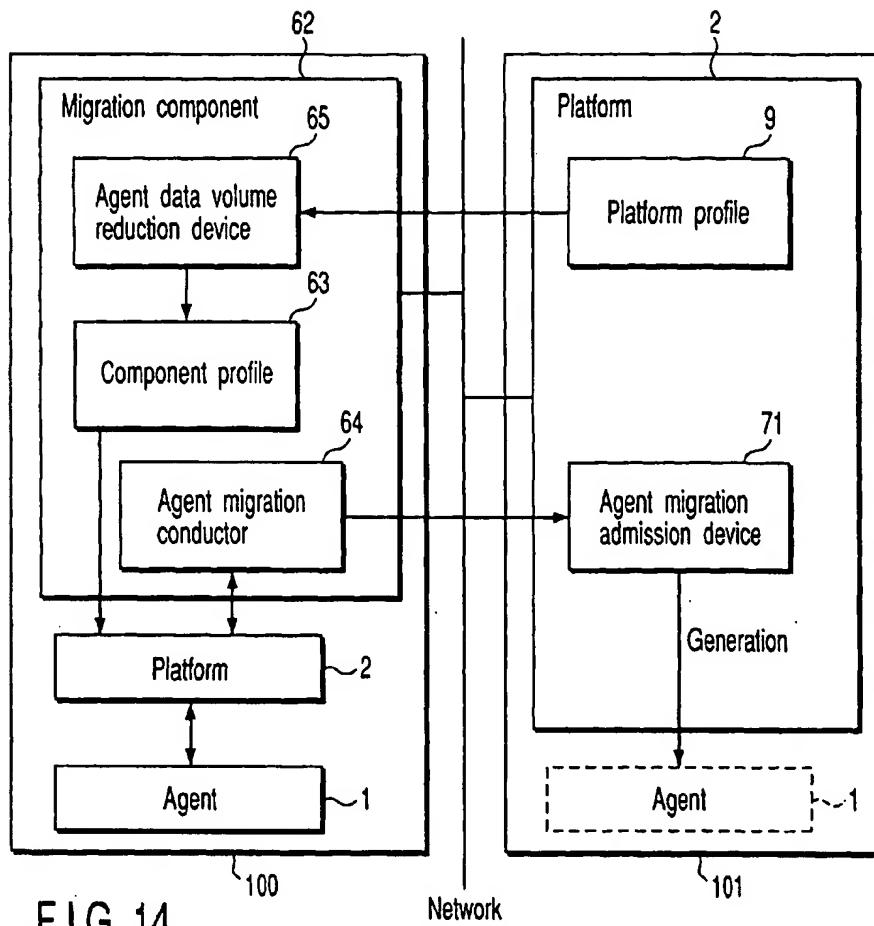 62
2
Migration component
Platform
65
9
Agent data volume
reduction device
Platform profile
63
Component profile
64
71
Agent migration
conductor
Agent migration
admission device
Generation
Platform
2
Agent
1
Agent
1
100
101
Network
FIG. 14